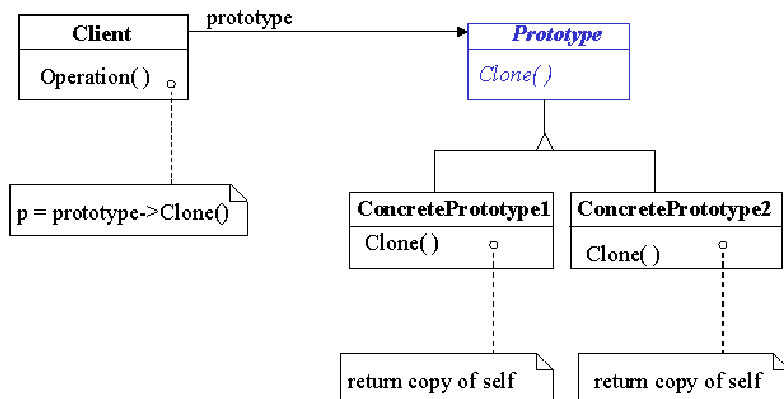 prototype
Client
Operation( )
Prototype
Clone( )
p = prototype->Clone()
ConcretePrototype1
Clone( )
ConcretePrototype2
Clone( )
return copy of self
return copy of self